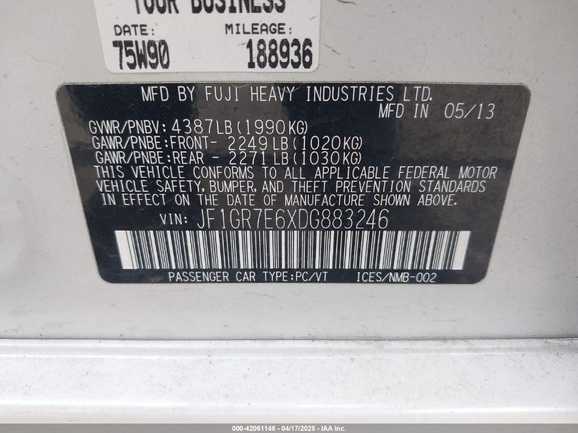 YOUR BUSINESS
DATE: MILEAGE:
75W90 188936
MFD BY FUJI HEAVY INDUSTRIES LTD.
MFD IN 05/13
GVWR/PNBV: 4387LB(1990KG)
GAWR/PNBE:FRONT- 2249LB(1020KG)
GAWR/PNBE:REAR - 2271LB(1030KG)
THIS VEHICLE CONFORMS TO ALL APPLICABLE FEDERAL MOTOR
VEHICLE SAFETY, BUMPER, AND THEFT PREVENTION STANDARDS
IN EFFECT ON THE DATE OF MANUFACTURE SHOWN ABOVE.
VIN: JF1GR7E6XDG883246
PASSENGER CAR TYPE:PC/VT ICES/NMB-002
000-42061146 - 04/17/2025 - IAA Inc.